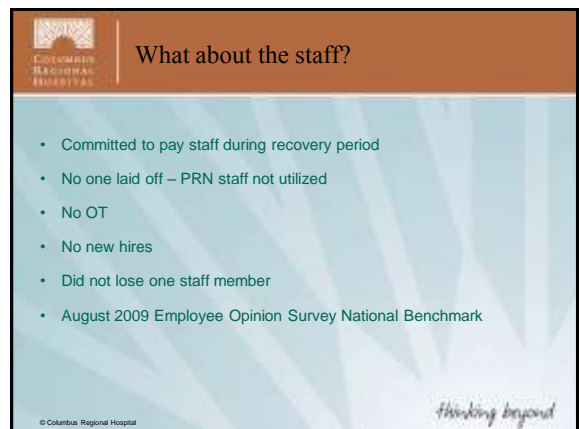 COLUMBUS
REGIONAL
HOSPITAL
What about the staff?
• Committed to pay staff during recovery period
• No one laid off – PRN staff not utilized
• No OT
• No new hires
• Did not lose one staff member
• August 2009 Employee Opinion Survey National Benchmark
© Columbus Regional Hospital
thinking beyond